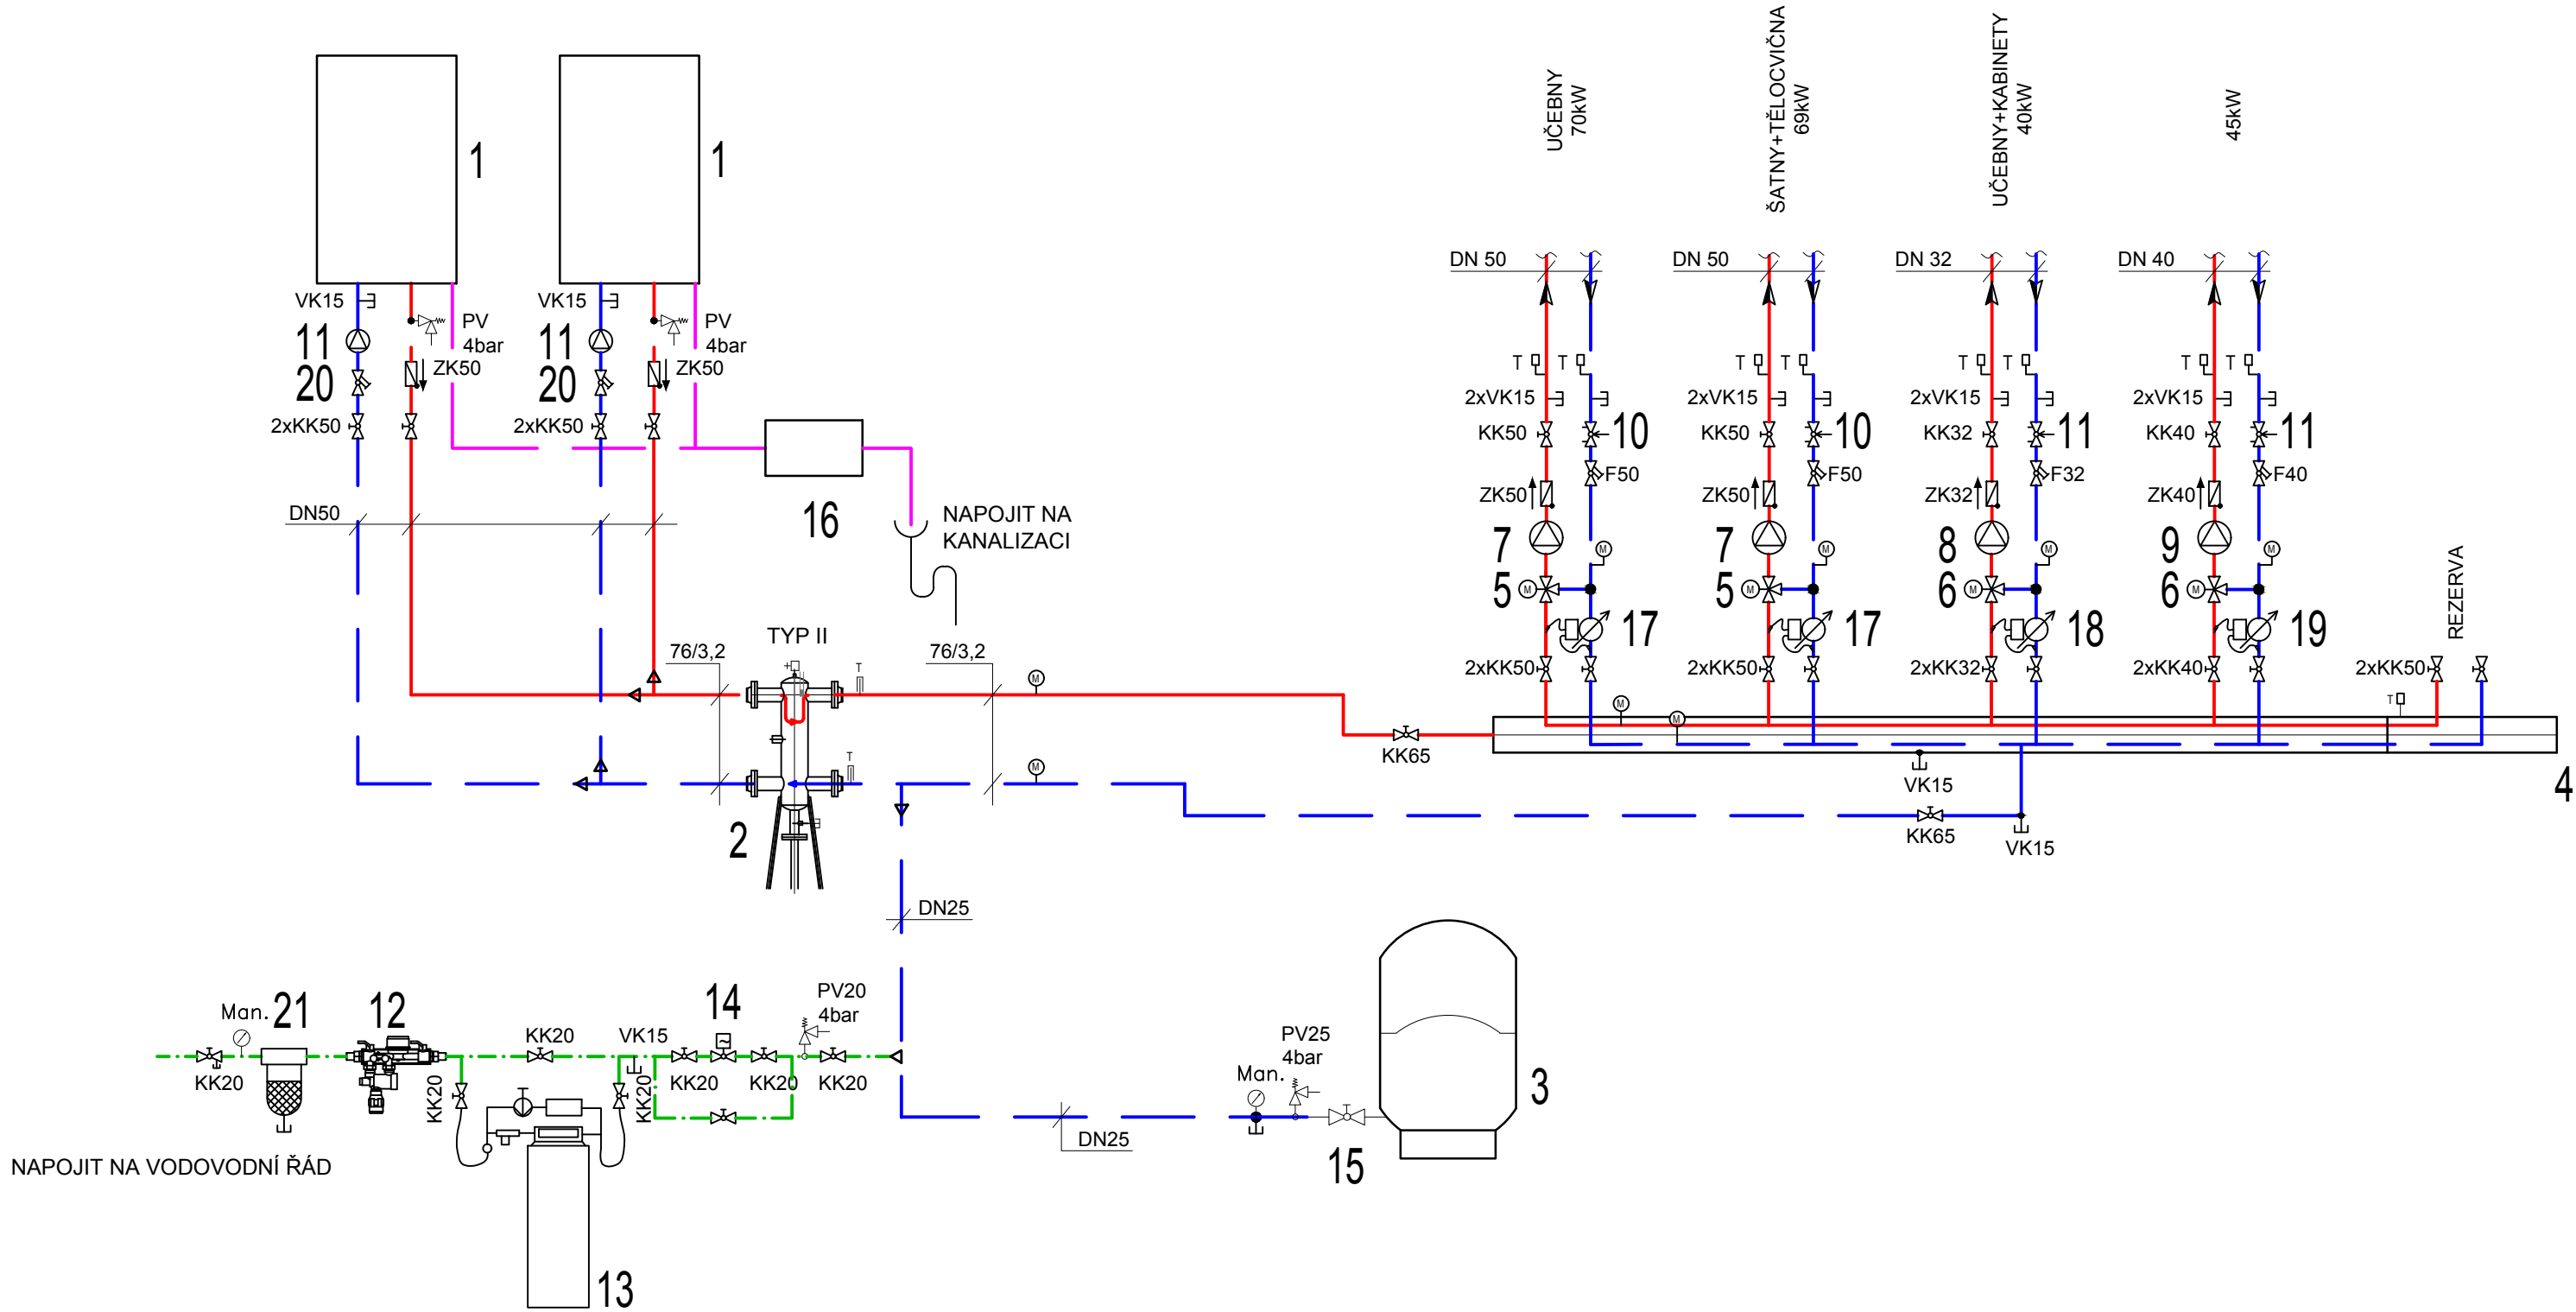 1
1
VK15
PV
4bar
11
20
ZK50
2xKK50
VK15
PV
4bar
11
20
ZK50
2xKK50
DN50
16
NAPOJIT NA
KANALIZACI
TYP II
76/3,2
76/3,2
T
T
M
M
2
UČEBNY
70kW
ŠATNY+TĚLOCVIČNA
69kW
UČEBNY+KABINETY
40kW
45kW
DN 50
DN 50
DN 32
DN 40
T
T
T
T
T
T
T
T
2xVK15
2xVK15
2xVK15
2xVK15
KK50
10
KK50
10
KK32
11
KK40
11
F50
F50
F32
F40
ZK50
ZK50
ZK32
ZK40
7
7
8
9
M
M
M
M
5
M
5
M
6
M
6
M
17
17
18
19
REZERVA
2xKK50
2xKK50
2xKK32
2xKK40
2xKK50
T
M
M
KK65
VK15
4
KK65
VK15
DN25
Man.
21
12
KK20
VK15
14
PV20
4bar
KK20
KK20
KK20
KK20
KK20
KK20
NAPOJIT NA VODOVODNÍ ŘÁD
13
DN25
Man.
PV25
4bar
15
3